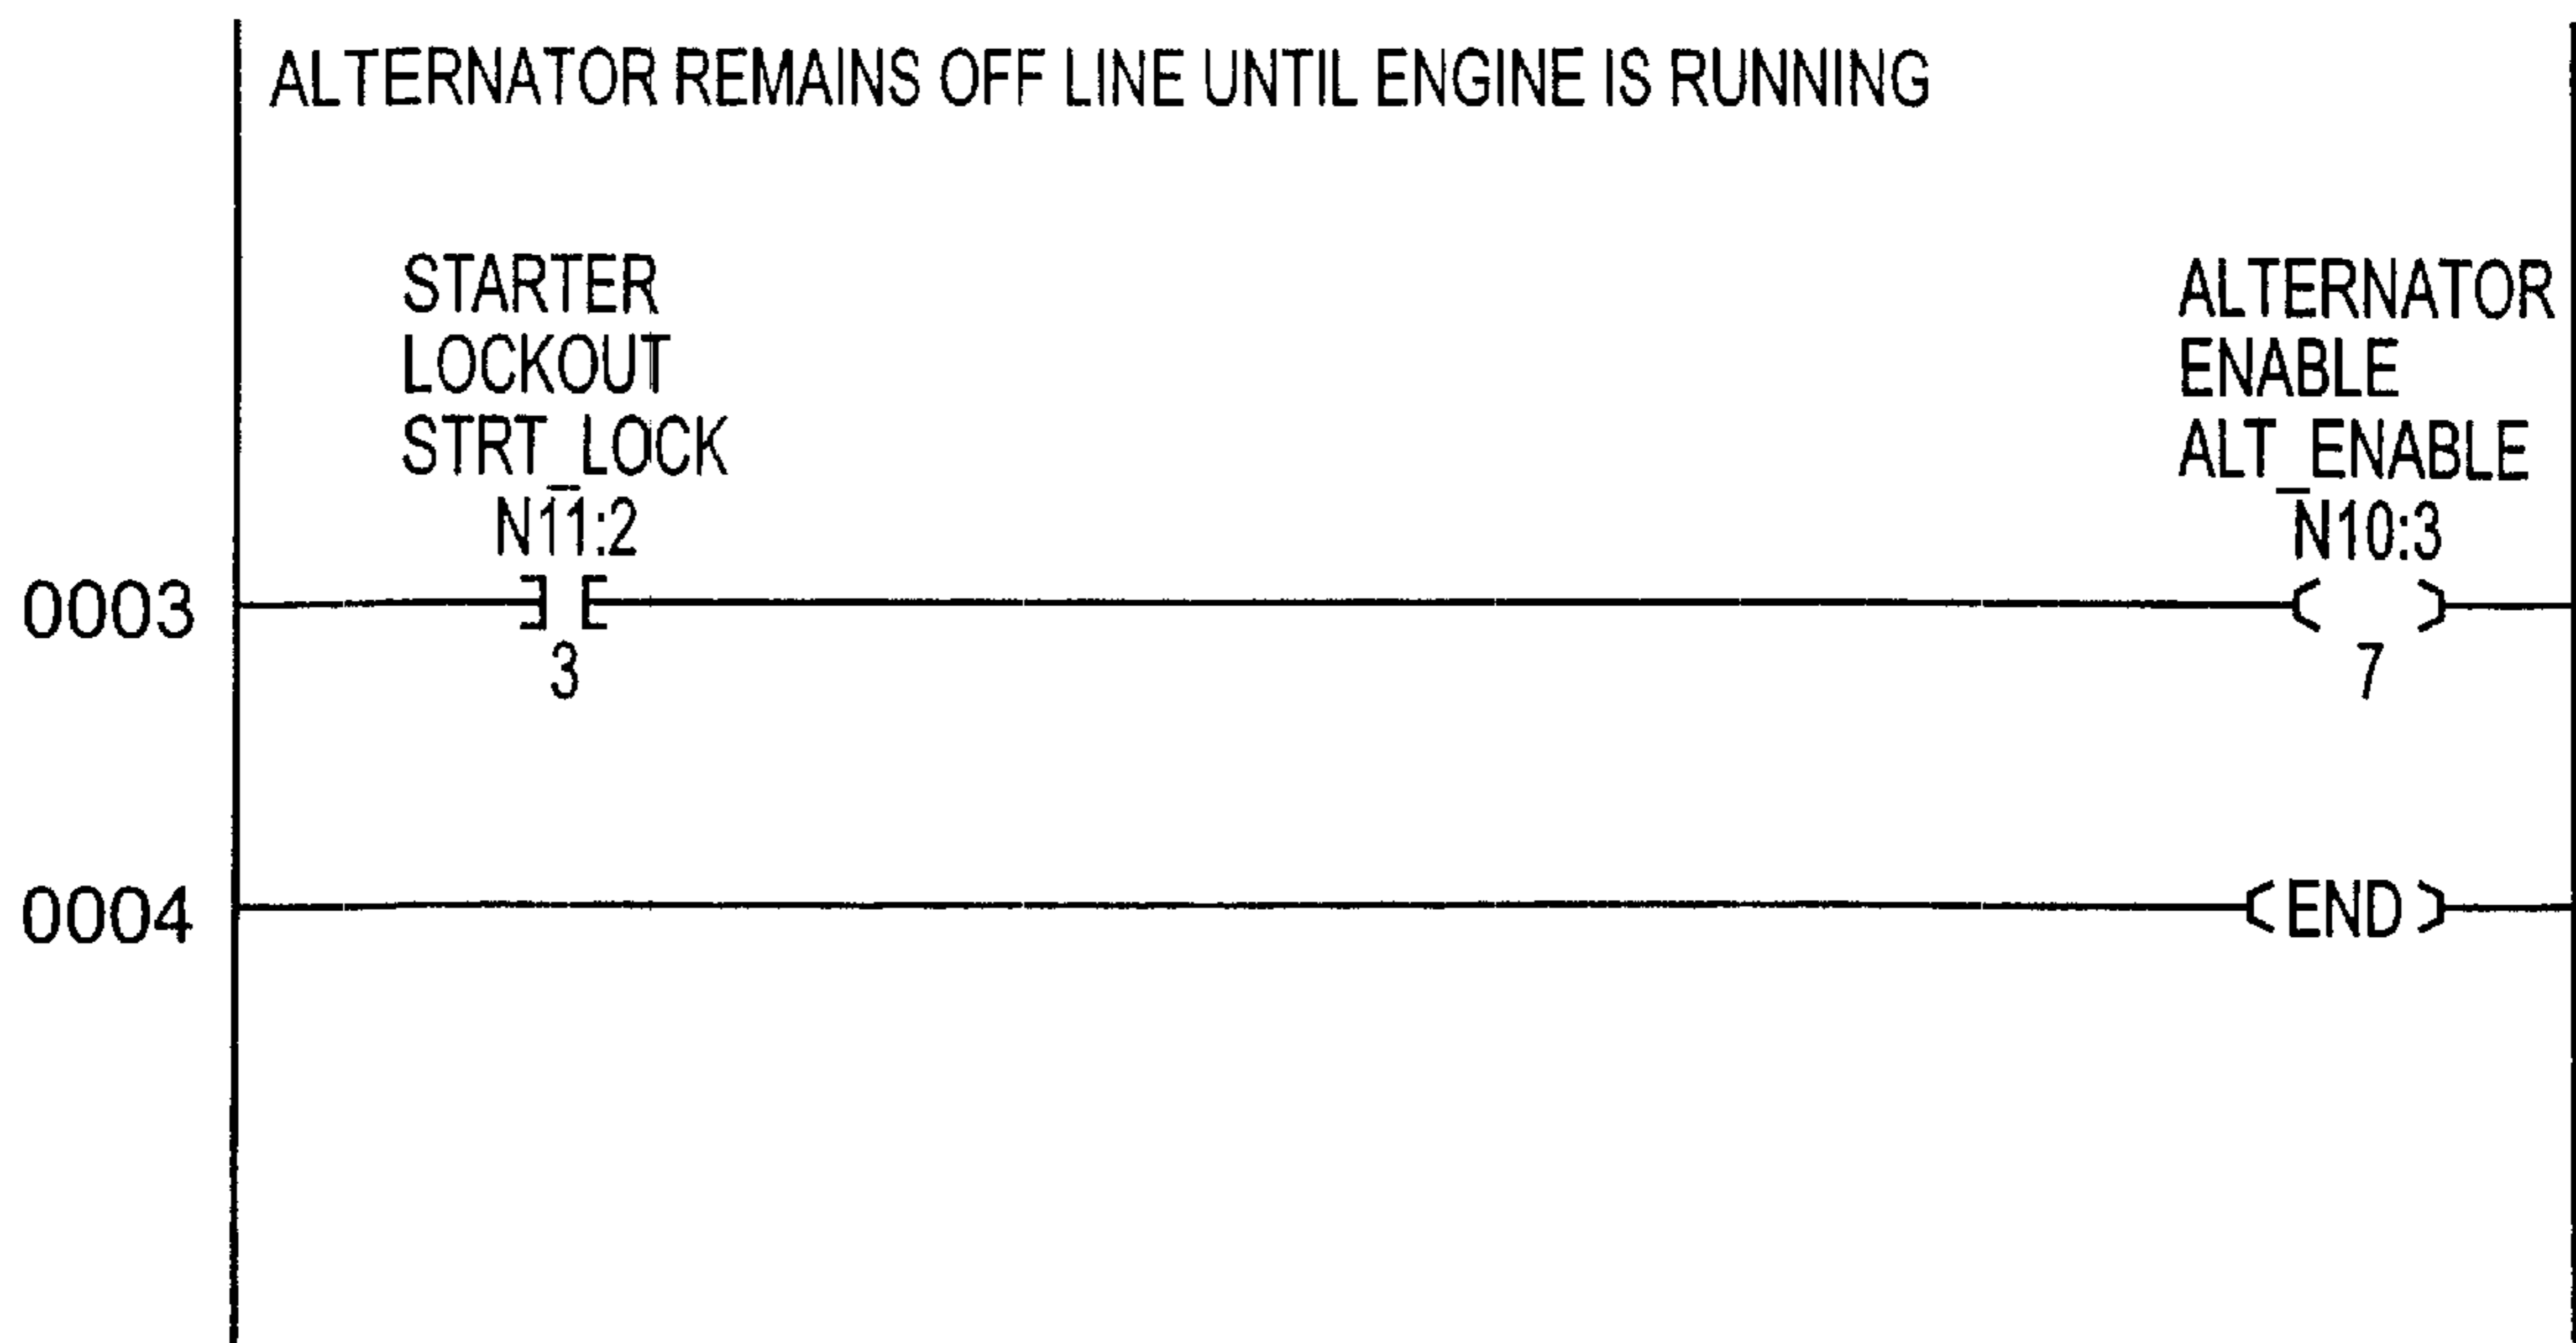 ALTERNATOR REMAINS OFF LINE UNTIL ENGINE IS RUNNING
STARTER
LOCKOUT
STRT_LOCK
N11:2
3
ALTERNATOR
ENABLE
ALT_ENABLE
N10:3
7
0003
0004
END